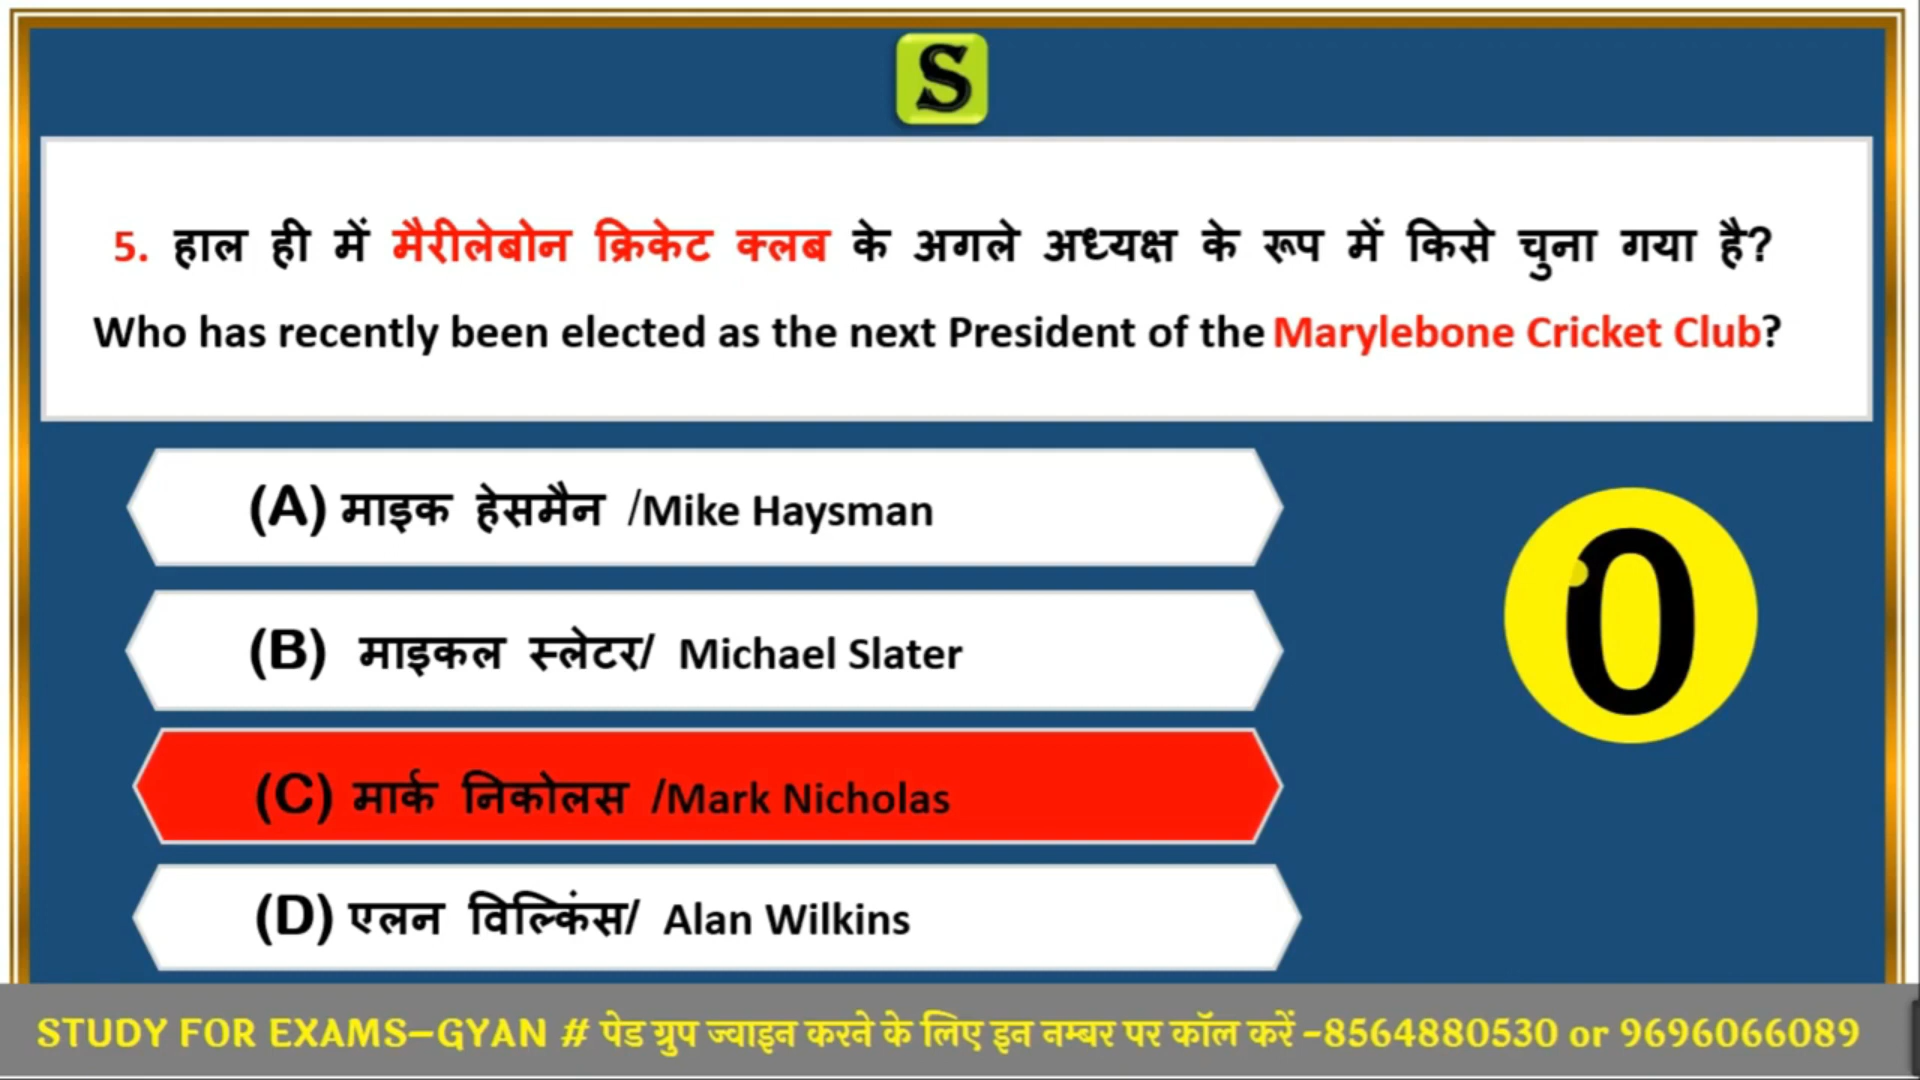 S
5. हाल ही में मैरीलेबोन क्रिकेट क्लब के अगले अध्यक्ष के रूप में किसे चुना गया है?
Who has recently been elected as the next President of the Marylebone Cricket Club?
(A) माइक हेसमैन /Mike Haysman
(B) माइकल स्लेटर/ Michael Slater
(C) मार्क निकोलस /Mark Nicholas
(D) एलन विल्किंस/ Alan Wilkins
0
STUDY FOR EXAMS–GYAN # पेड ग्रुप ज्वाइन करने के लिए इन नम्बर पर कॉल करें –8564880530 or 9696066089